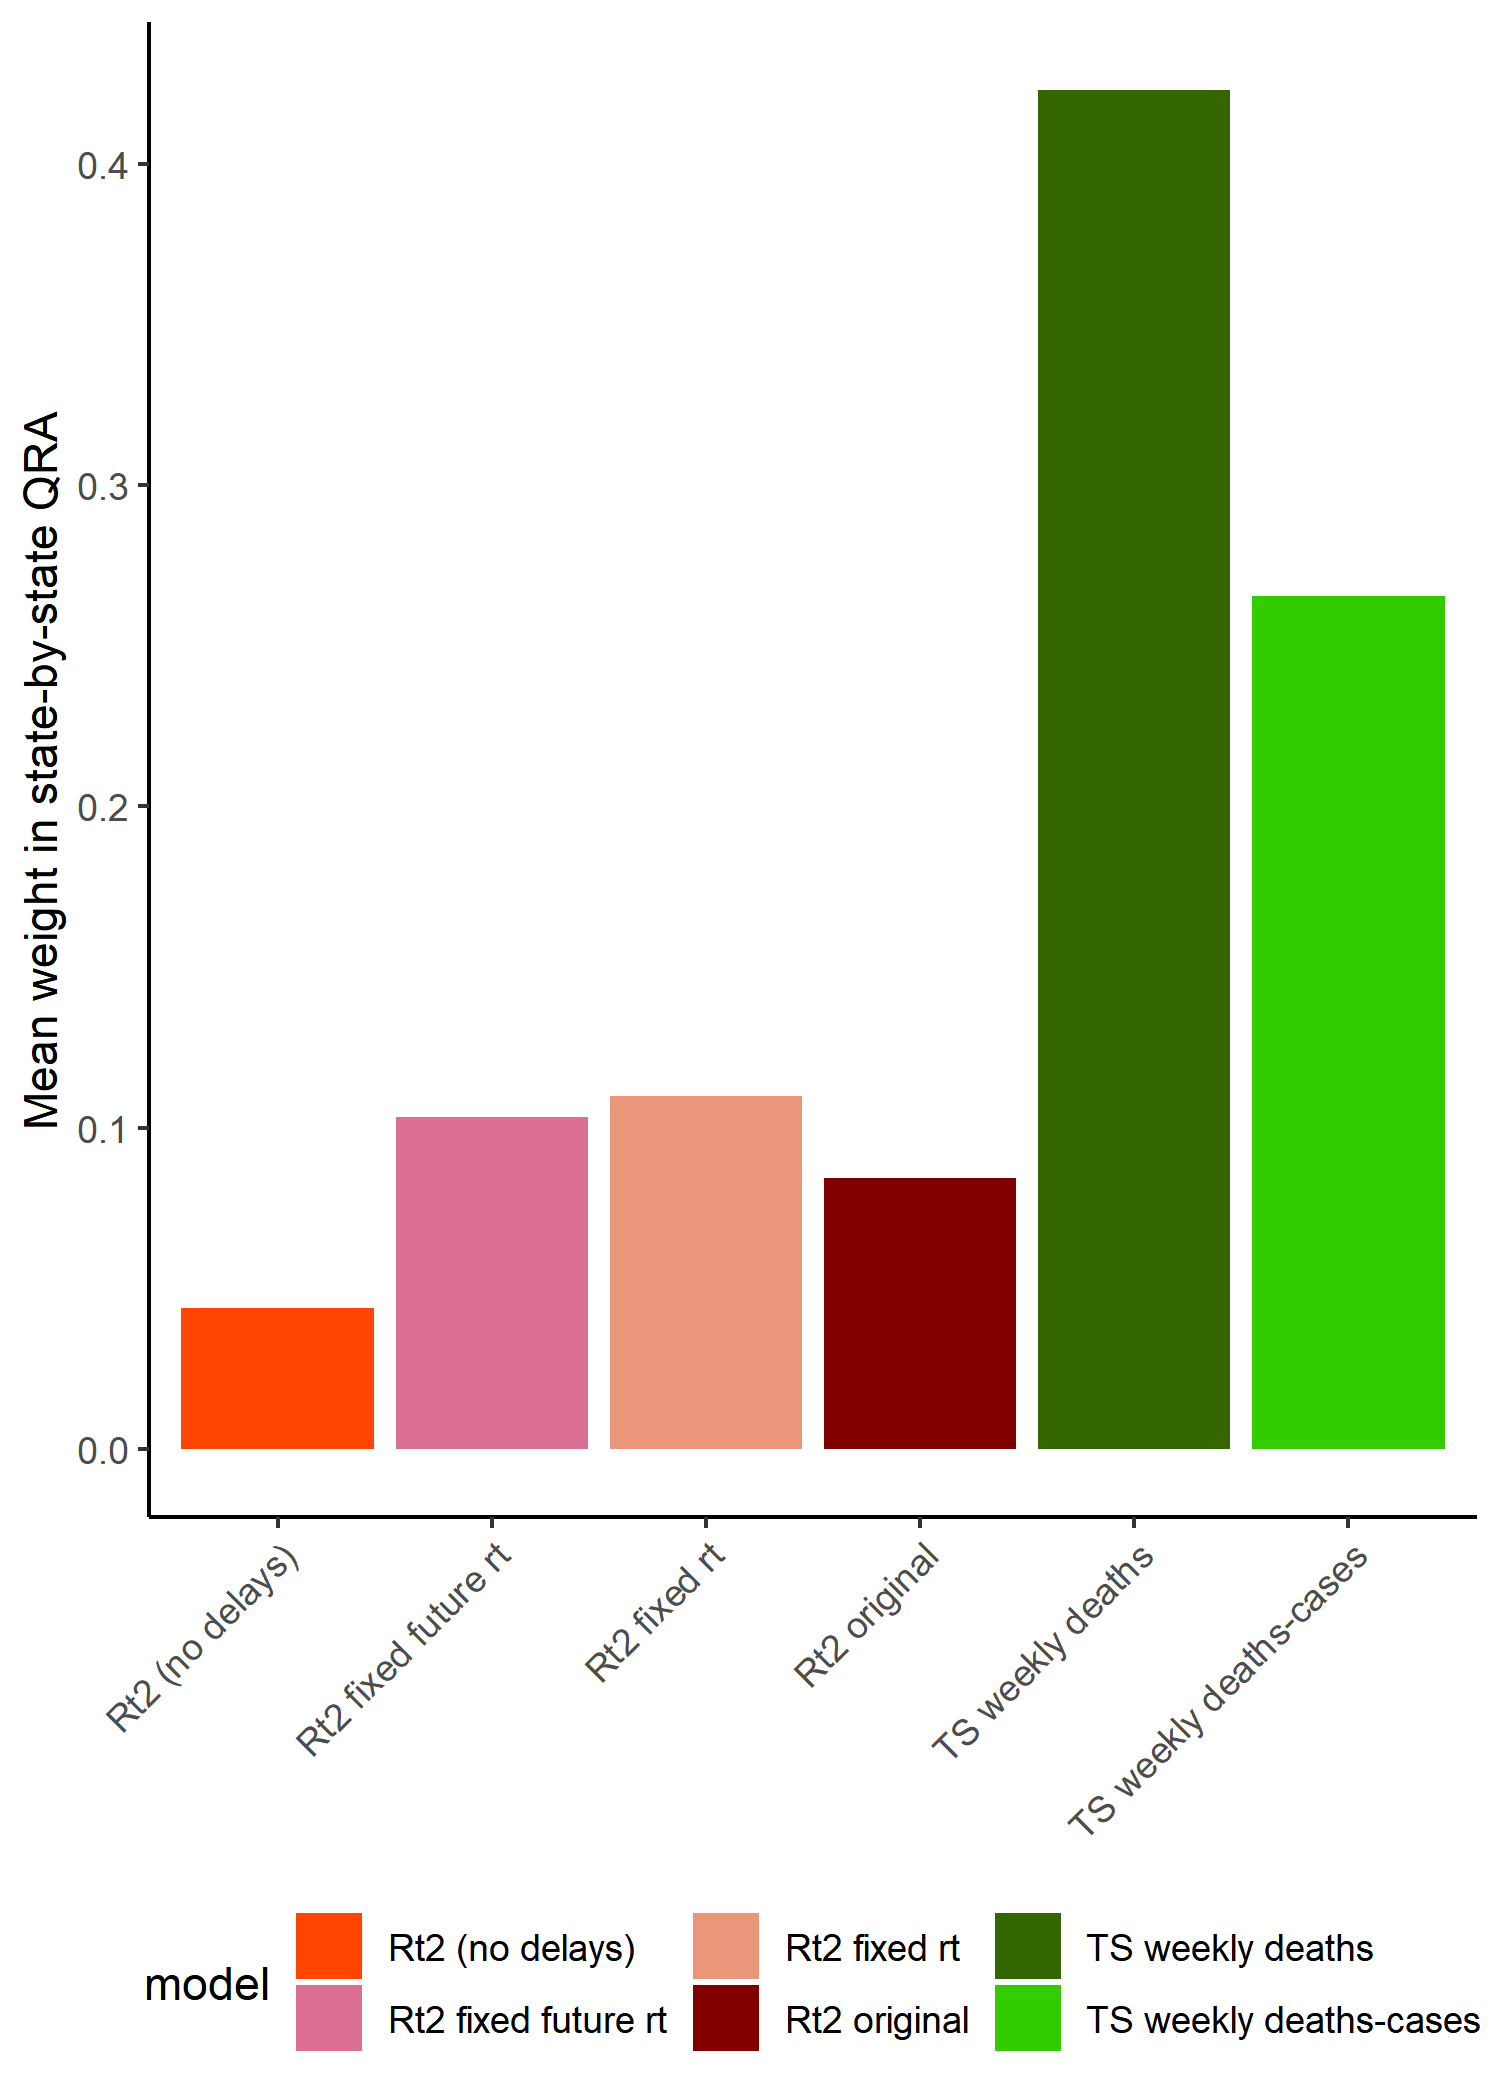 Mean weight in state-by-state QRA
0.4
0.3
0.2
0.1
0.0
Rt2 (no delays)
Rt2 fixed future rt
Rt2 fixed rt
Rt2 original
TS weekly deaths
TS weekly deaths-cases
model
Rt2 (no delays)
Rt2 fixed future rt
Rt2 fixed rt
Rt2 original
TS weekly deaths
TS weekly deaths-cases